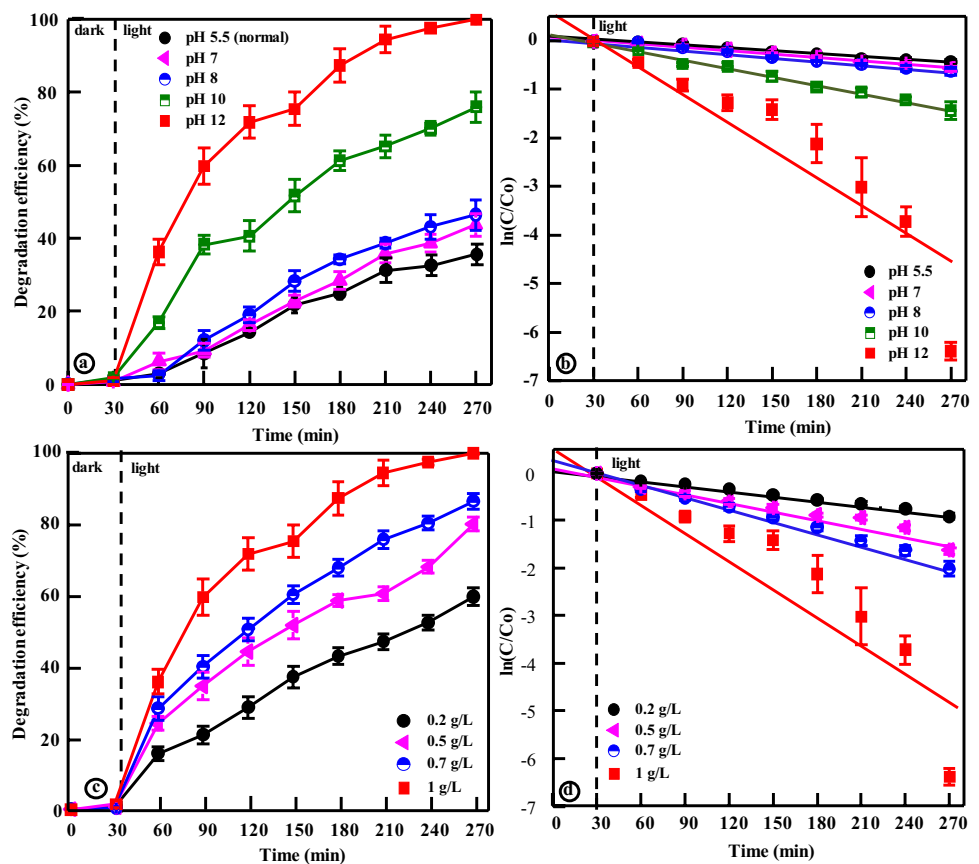 dark light
pH 5.5 (normal)
pH 7
pH 8
pH 10
pH 12
Degradation efficiency (%)
100
80
60
40
20
0
a
0 30 60 90 120 150 180 210 240 270
Time (min)
light
ln(C/Co)
0
-1
-2
-3
-4
-5
-6
-7
pH 5.5
pH 7
pH 8
pH 10
pH 12
b
0 30 60 90 120 150 180 210 240 270
Time (min)
dark light
Degradation efficiency (%)
100
80
60
40
20
0
0.2 g/L
0.5 g/L
0.7 g/L
1 g/L
c
0 30 60 90 120 150 180 210 240 270
Time (min)
light
ln(C/Co)
0
-1
-2
-3
-4
-5
-6
-7
0.2 g/L
0.5 g/L
0.7 g/L
1 g/L
d
0 30 60 90 120 150 180 210 240 270
Time (min)